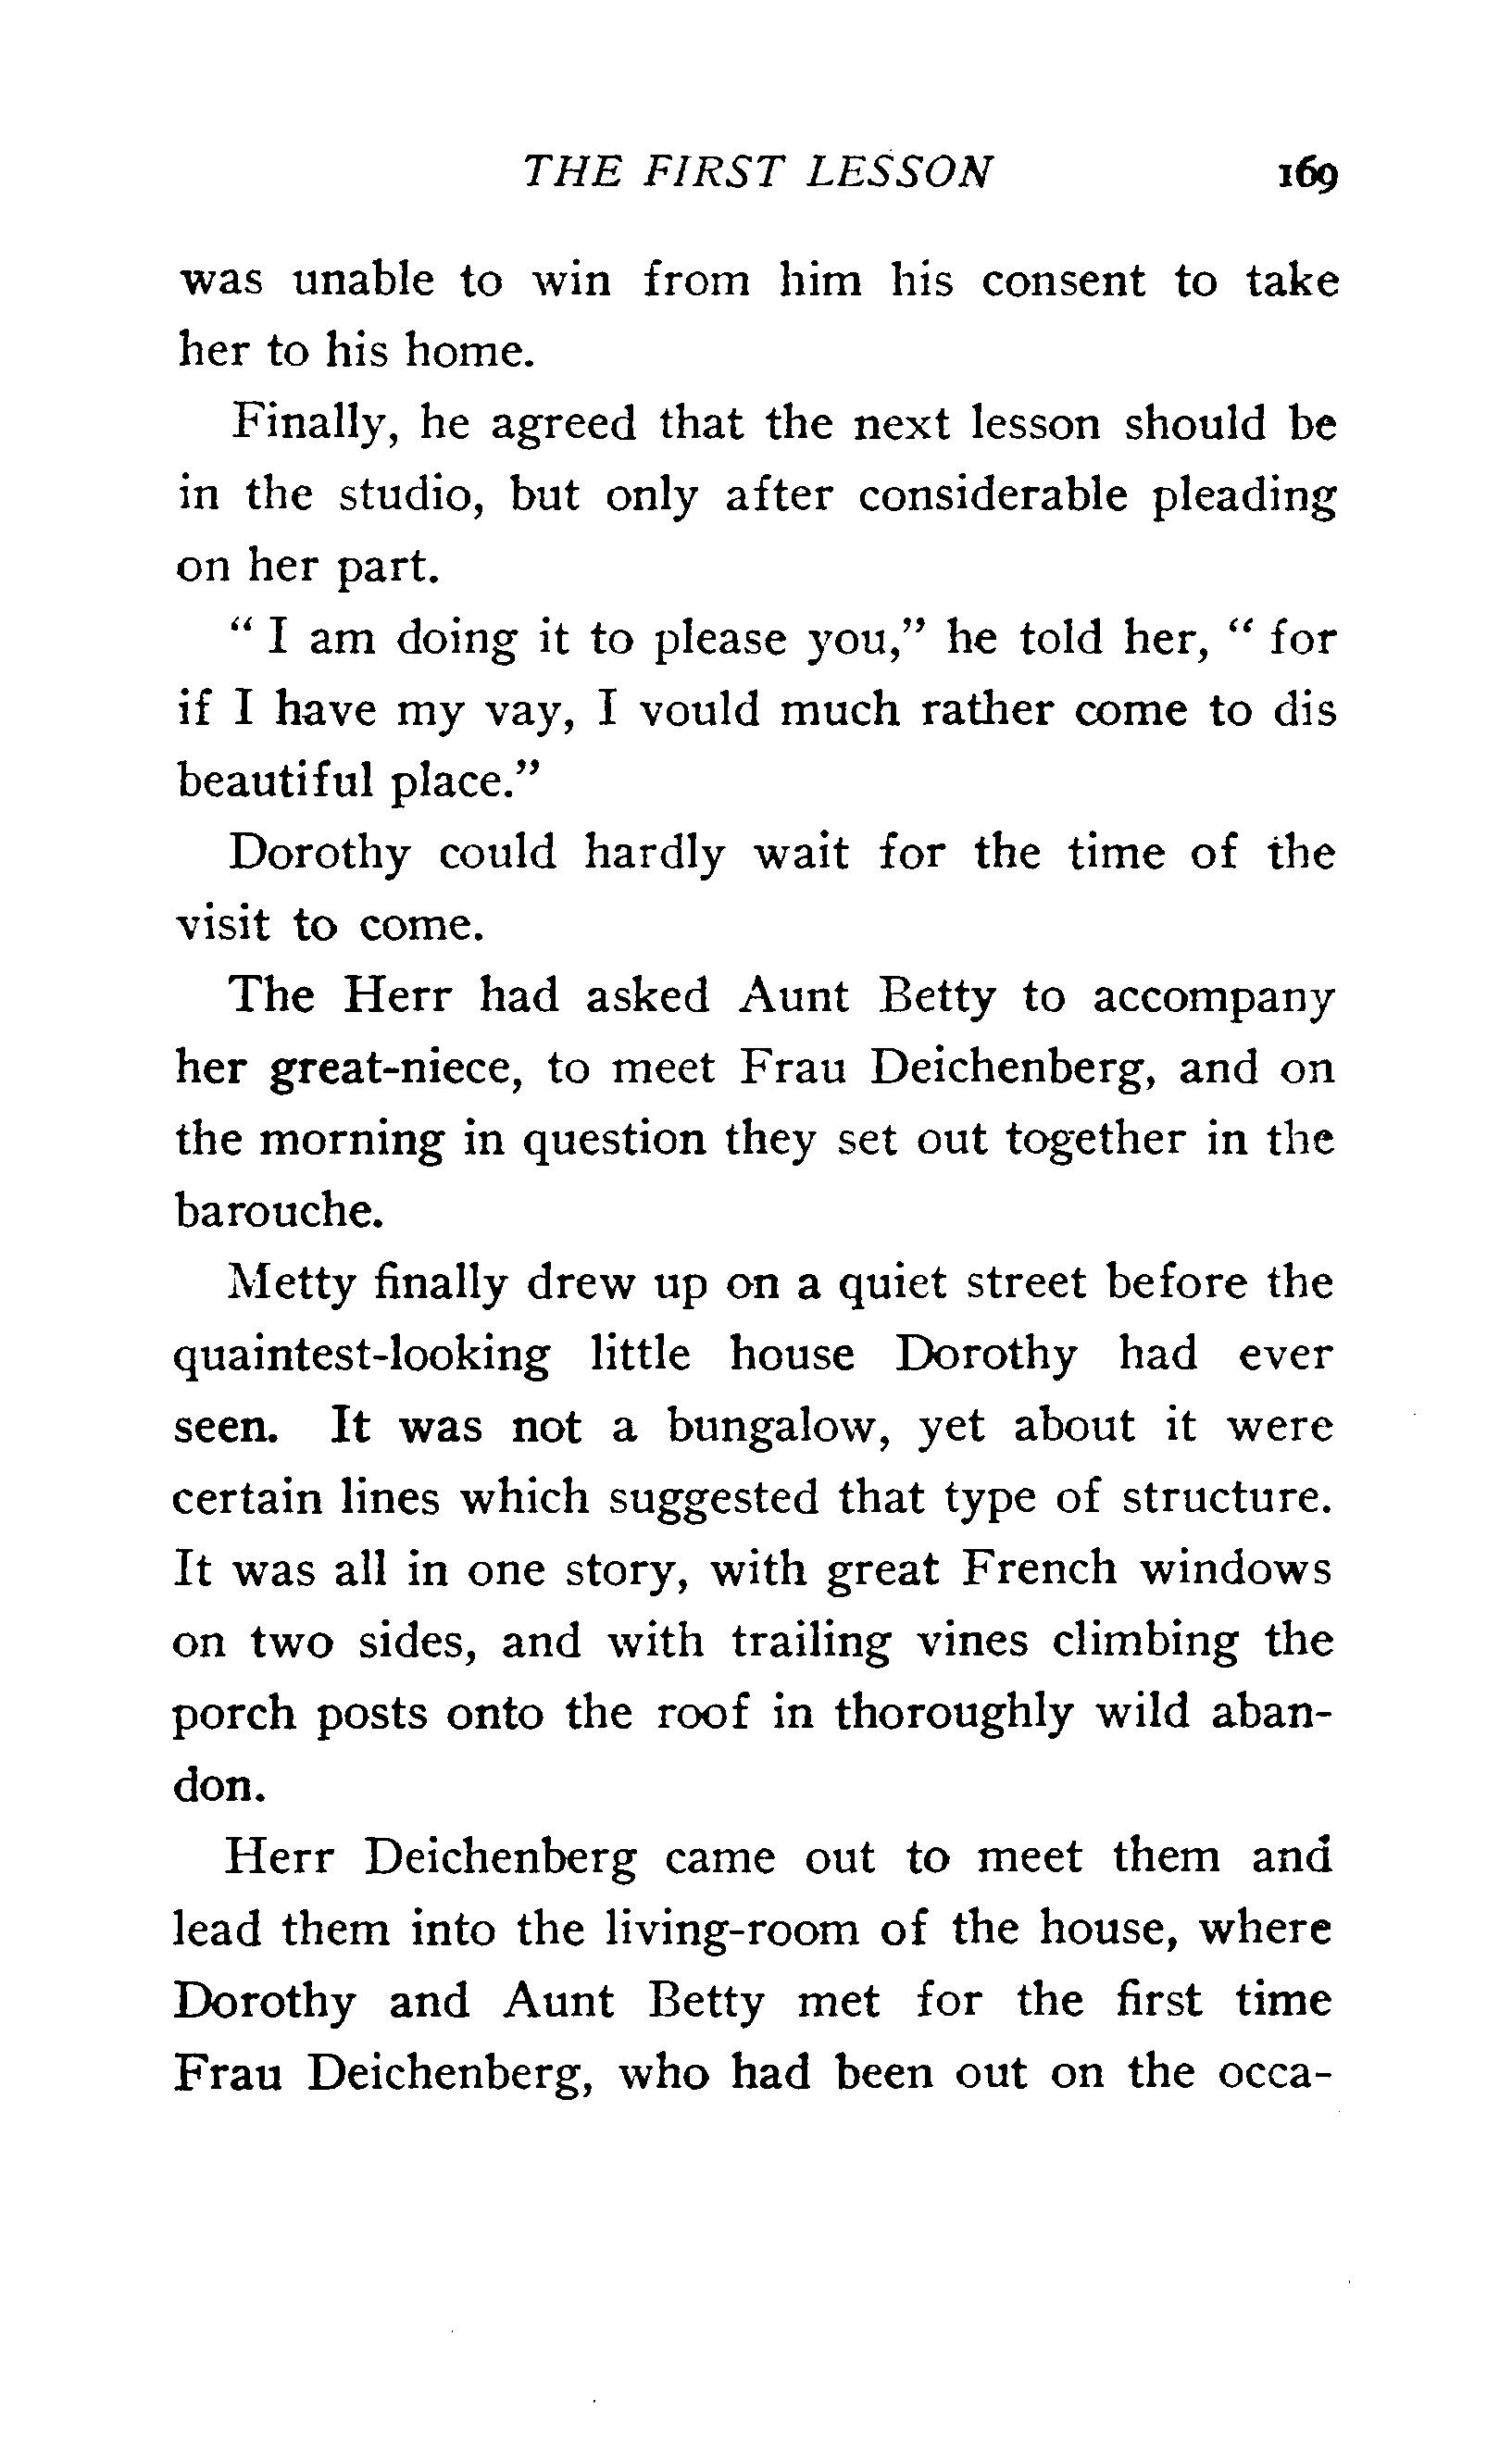 THE FIRST LESSON 169
was unable to win from him his consent to take
her to his home.
Finally, he agreed that the next lesson should be
in the studio, but only after considerable pleading
on her part.
“ I am doing it to please you,” he told her, “ for
if I have my vay, I vould much rather come to dis
beautiful place.”
Dorothy could hardly wait for the time of the
visit to come.
The Herr had asked Aunt Betty to accompany
her great-niece, to meet Frau Deichenberg, and on
the morning in question they set out together in the
barouche.
Metty finally drew up on a quiet street before the
quaintest-looking little house Dorothy had ever
seen. It was not a bungalow, yet about it were
certain lines which suggested that type of structure.
It was all in one story, with great French windows
on two sides, and with trailing vines climbing the
porch posts onto the roof in thoroughly wild aban-
don.
Herr Deichenberg came out to meet them and
lead them into the living-room of the house, where
Dorothy and Aunt Betty met for the first time
Frau Deichenberg, who had been out on the occa-